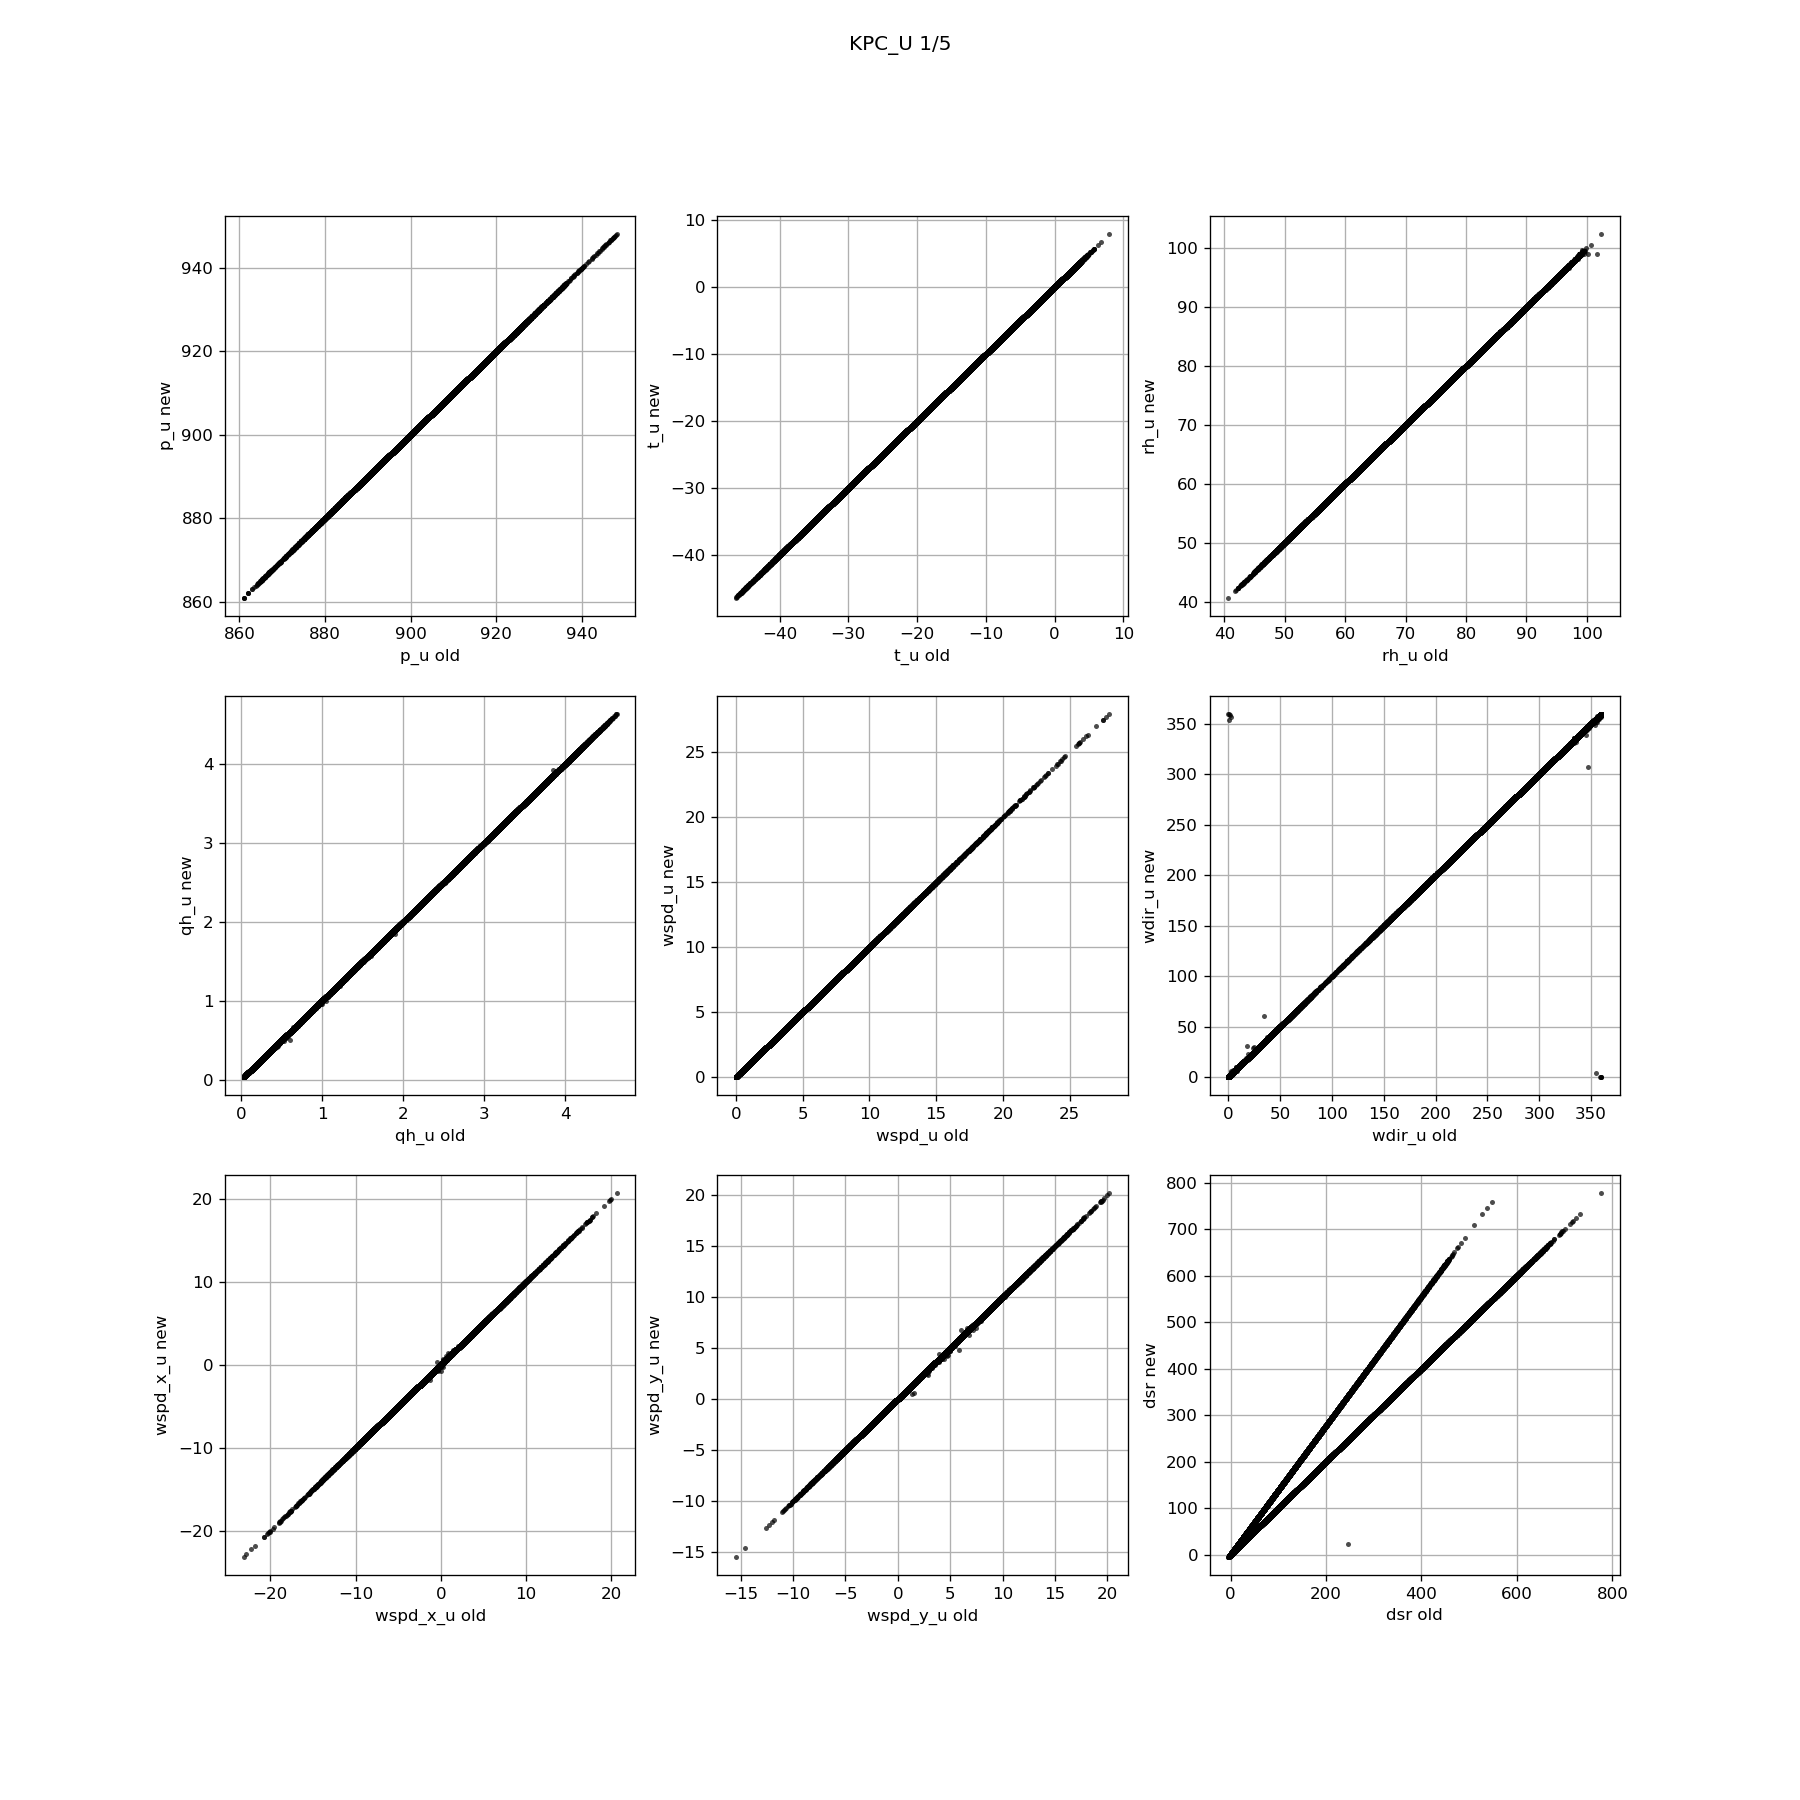 KPC_U 1/5
940
920
900
880
860
p_u new
860 880 900 920 940
p_u old
10
0
−10
−20
−30
−40
t_u new
−40 −30 −20 −10 0 10
t_u old
100
90
80
70
60
50
40
rh_u new
40 50 60 70 80 90 100
rh_u old
4
3
2
1
0
qh_u new
0 1 2 3 4
qh_u old
25
20
15
10
5
0
wspd_u new
0 5 10 15 20 25
wspd_u old
350
300
250
200
150
100
50
0
wdir_u new
0 50 100 150 200 250 300 350
wdir_u old
20
10
0
−10
−20
wspd_x_u new
−20 −10 0 10 20
wspd_x_u old
20
15
10
5
0
−5
−10
−15
wspd_y_u new
−15 −10 −5 0 5 10 15 20
wspd_y_u old
800
700
600
500
400
300
200
100
0
dsr new
0 200 400 600 800
dsr old